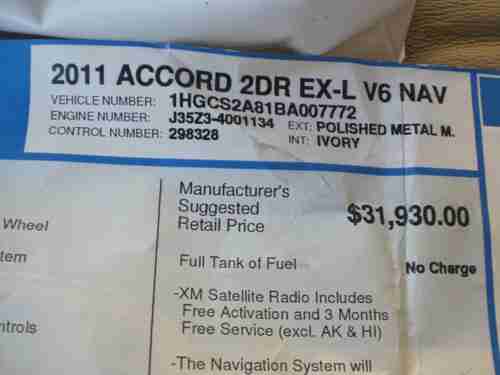 2011 ACCORD 2DR EX-L V6 NAV
VEHICLE NUMBER: 1HGCS2A81BA007772
ENGINE NUMBER: J35Z3-4001134 EXT: POLISHED METAL M.
CONTROL NUMBER: 298328 INT: IVORY
Manufacturer's
Suggested
Retail Price $31,930.00
Wheel
tem
Full Tank of Fuel No Charge
-XM Satellite Radio Includes
Free Activation and 3 Months
ntrols
Free Service (excl. AK & HI)
-The Navigation System will